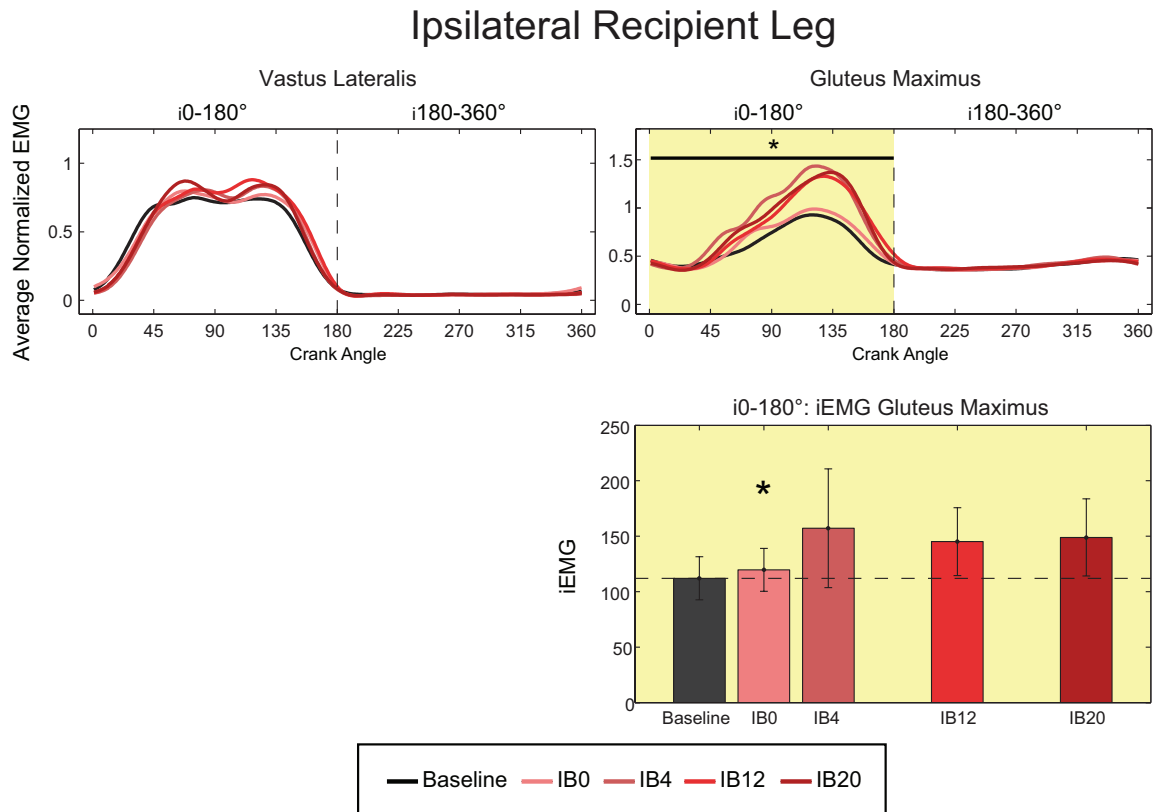 Ipsilateral Recipient Leg
Vastus Lateralis
i0-180° i180-360°
Average Normalized EMG
1
0.5
0
0 45 90 135 180 225 270 315 360
Crank Angle
Gluteus Maximus
i0-180° i180-360°
*
1.5
1
0.5
0
0 45 90 135 180 225 270 315 360
Crank Angle
i0-180°: iEMG Gluteus Maximus
iEMG
250
200
150
100
50
0
*
Baseline IB0 IB4 IB12 IB20
Baseline IB0 IB4 IB12 IB20